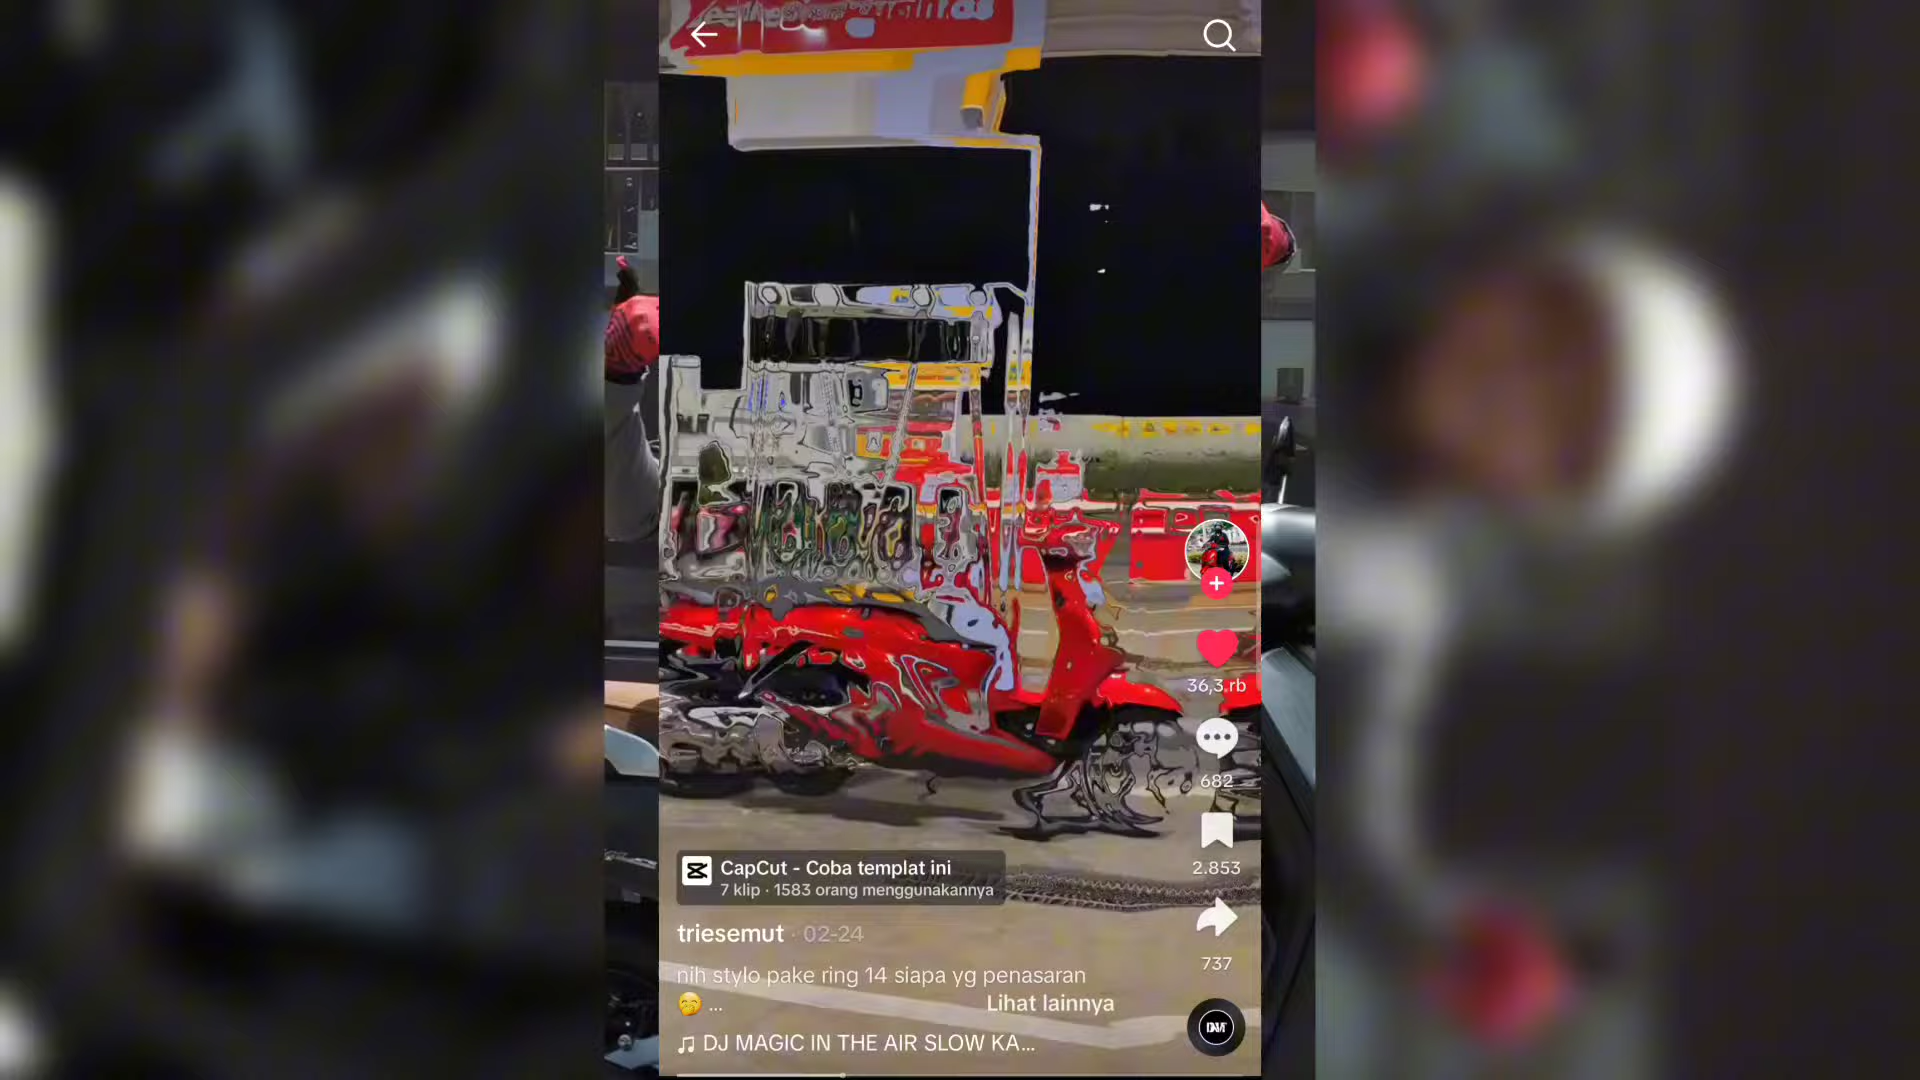 36,3 rb
682
CapCut - Coba templat ini
7 klip · 1583 orang menggunakannya
2.853
triesemut · 02-24
737
nih stylo pake ring 14 siapa yg penasaran
🤭 ... Lihat lainnya
DJ MAGIC IN THE AIR SLOW KA...